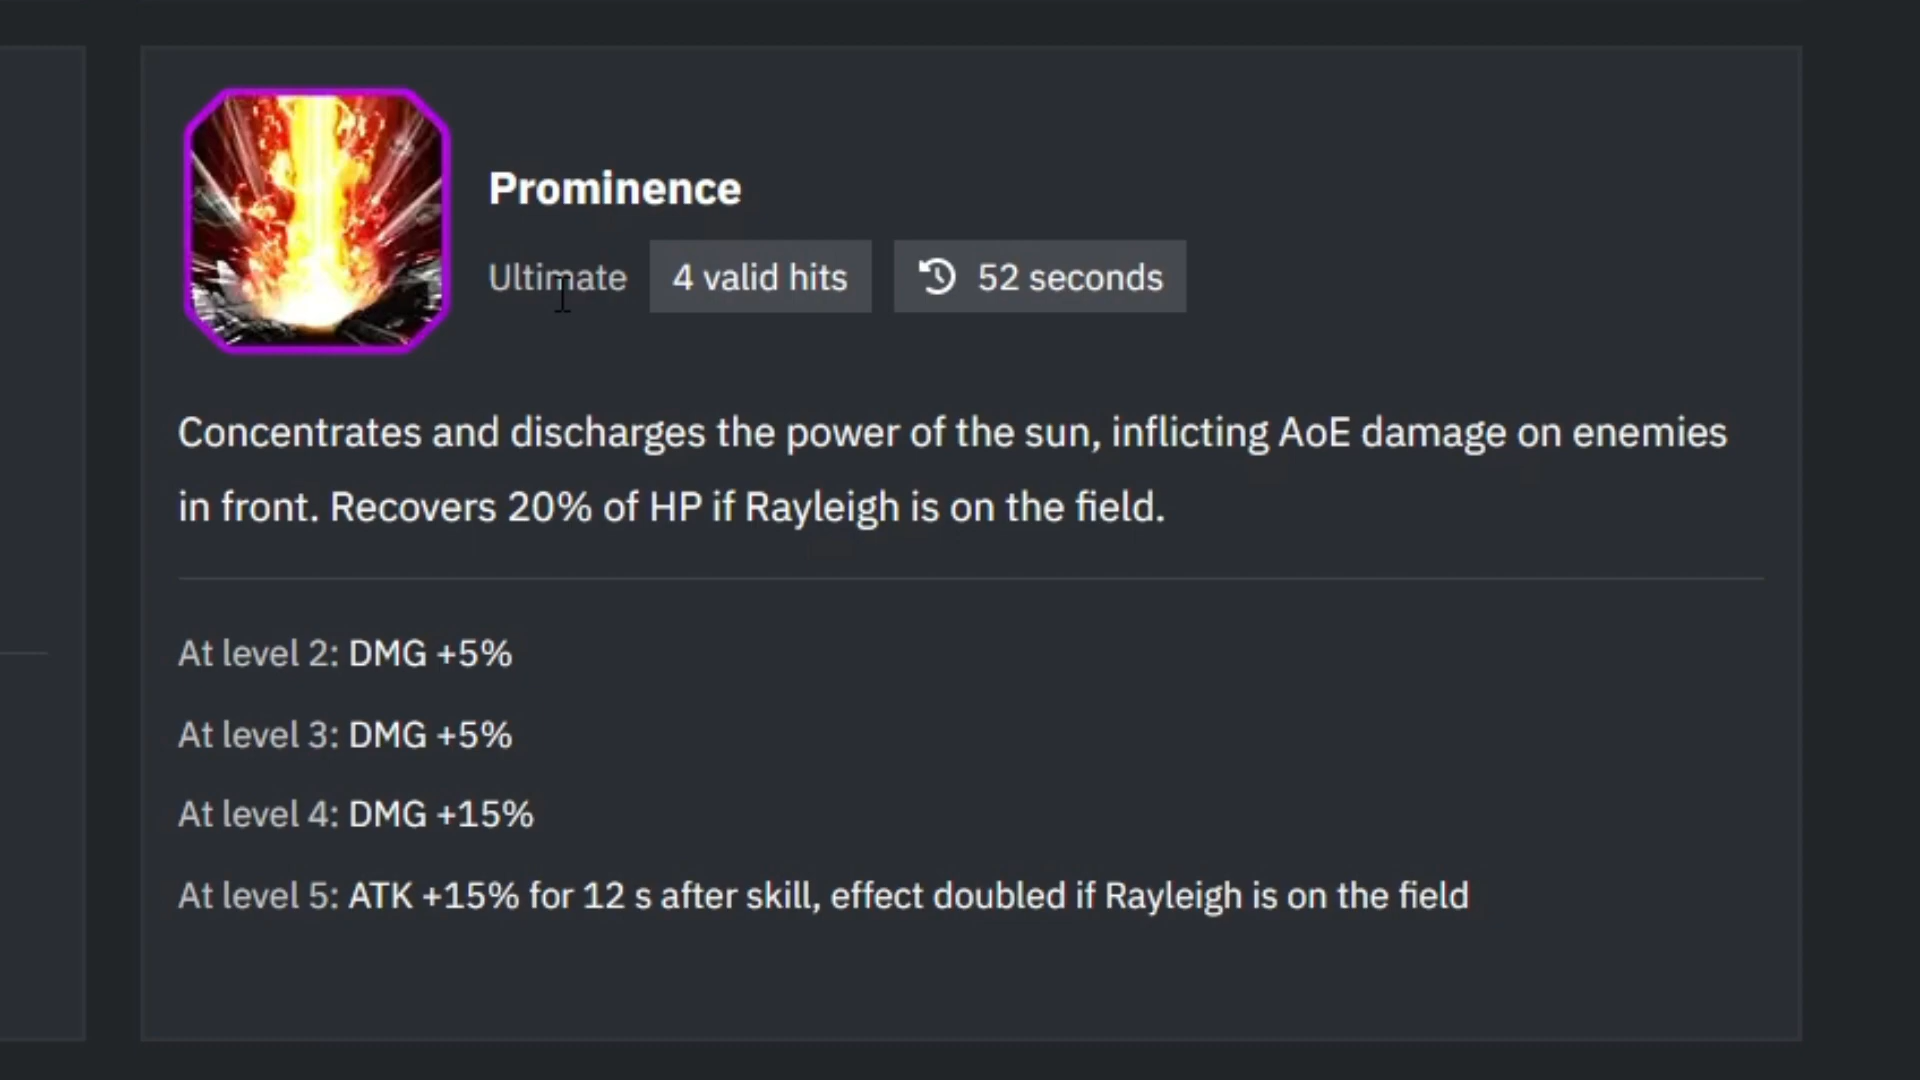 Prominence
Ultimate 4 valid hits 52 seconds
Concentrates and discharges the power of the sun, inflicting AoE damage on enemies
in front. Recovers 20% of HP if Rayleigh is on the field.
At level 2: DMG +5%
At level 3: DMG +5%
At level 4: DMG +15%
At level 5: ATK +15% for 12 s after skill, effect doubled if Rayleigh is on the field